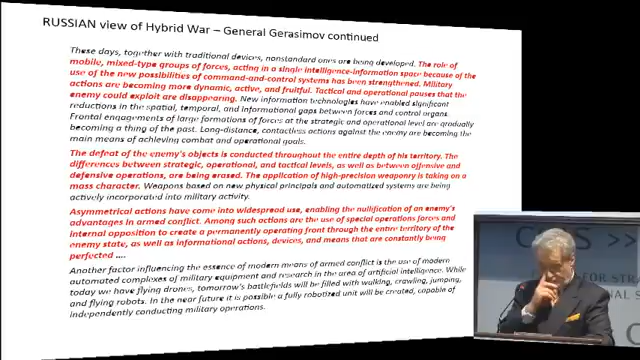 RUSSIAN view of Hybrid War – General Gerasimov continued
These days, together with traditional devices, nonstandard ones are being developed. The role of
mobile, mixed-type groups of forces, acting in a single intelligence-information space because of the
use of the new possibilities of command-and-control systems has been strengthened. Military
actions are becoming more dynamic, active, and fruitful. Tactical and operational pauses that the
enemy could exploit are disappearing. New information technologies have enabled significant
reductions in the spatial, temporal, and informational gaps between forces and control organs.
Frontal engagements of large formations of forces at the strategic and operational level are gradually
becoming a thing of the past. Long-distance, contactless actions against the enemy are becoming the
main means of achieving combat and operational goals.
The defeat of the enemy's objects is conducted throughout the entire depth of his territory. The
differences between strategic, operational, and tactical levels, as well as between offensive and
defensive operations, are being erased. The application of high-precision weaponry is taking on a
mass character. Weapons based on new physical principals and automatized systems are being
actively incorporated into military activity.
Asymmetrical actions have come into widespread use, enabling the nullification of an enemy's
advantages in armed conflict. Among such actions are the use of special operations forces and
internal opposition to create a permanently operating front through the entire territory of the
enemy state, as well as informational actions, devices, and means that are constantly being
perfected ....
Another factor influencing the essence of modern means of armed conflict is the use of modern
automated complexes of military equipment and research in the area of artificial intelligence. While
today we have flying drones, tomorrow's battlefields will be filled with walking, crawling, jumping,
and flying robots. In the near future it is possible a fully robotized unit will be created, capable of
independently conducting military operations.